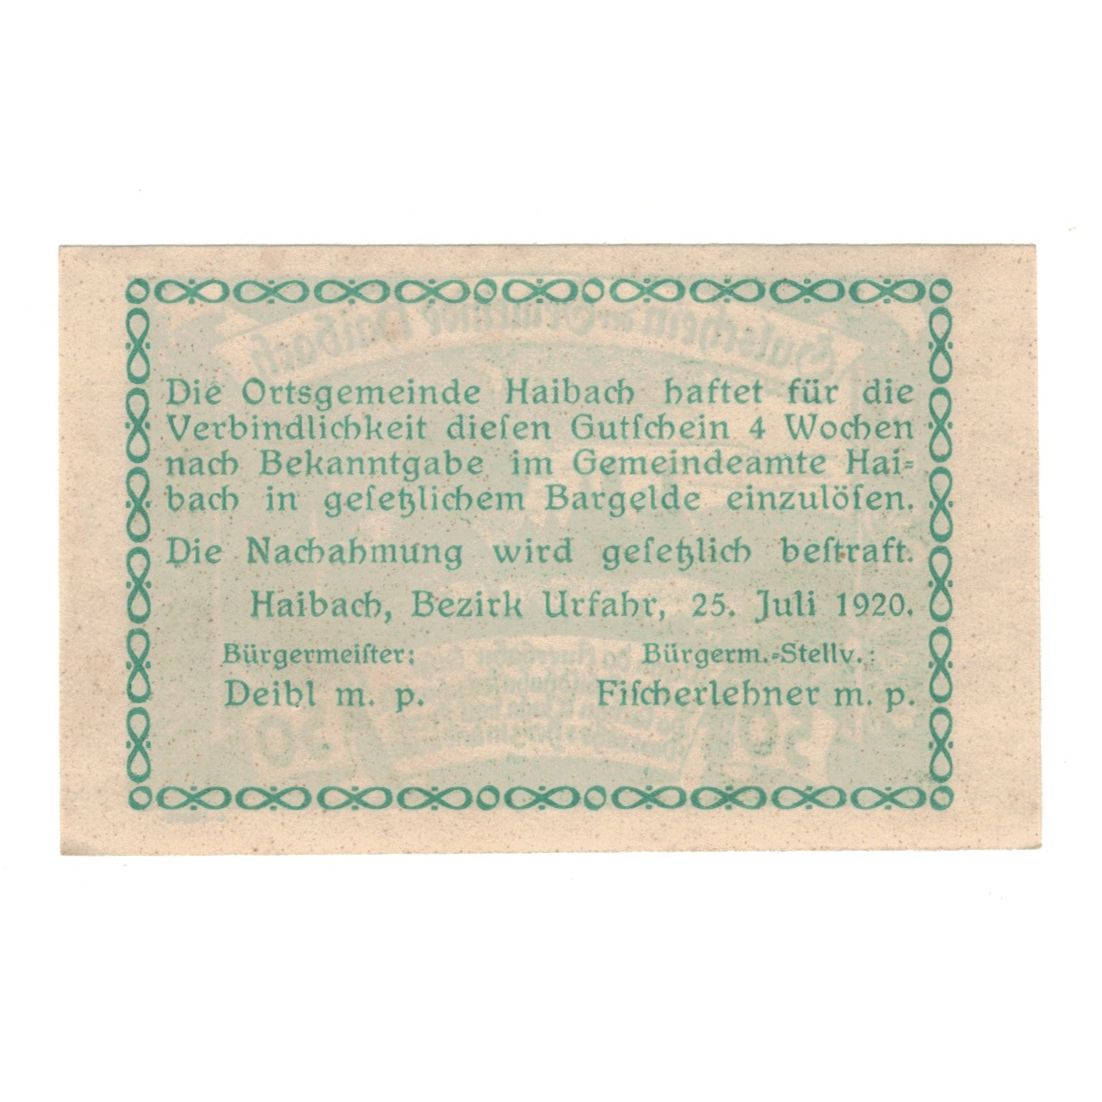 Die Ortsgemeinde Haibach haftet für die
Verbindlichkeit dieſen Gutſchein 4 Wochen
nach Bekanntgabe im Gemeindeamte Hai-
bach in geſetzlichem Bargelde einzulöſen.
Die Nachahmung wird geſetzlich beſtraft.
Haibach, Bezirk Urfahr, 25. Juli 1920.
Bürgermeiſter: Bürgerm.-Stellv.:
Deibl m. p. Fiſcherlehner m. p.